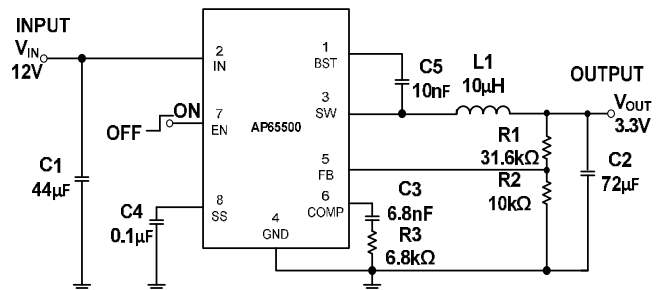 INPUT
V_IN
12V
2
IN
1
BST
C5
10nF
L1
10µH
OUTPUT
V_OUT
3.3V
3
SW
ON
OFF
7
EN
AP65500
R1
31.6kΩ
C2
72µF
5
FB
R2
10kΩ
C1
44µF
C4
0.1µF
8
SS
4
GND
6
COMP
C3
6.8nF
R3
6.8kΩ